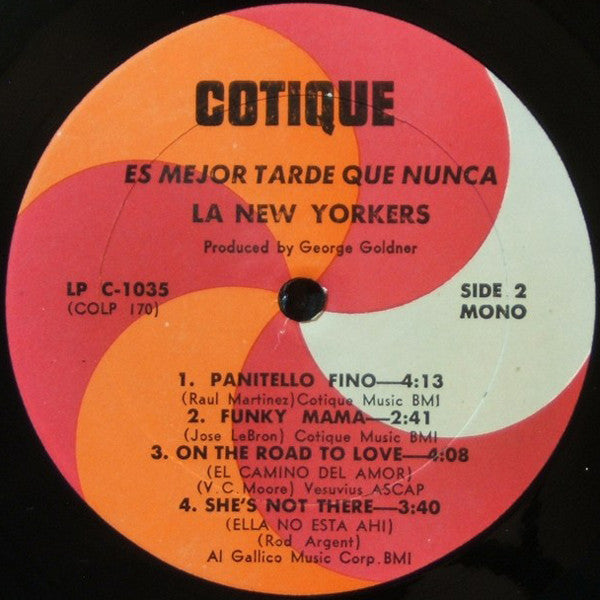 COTIQUE
ES MEJOR TARDE QUE NUNCA
LA NEW YORKERS
Produced by George Goldner
LP C-1035
(COLP 170)
SIDE 2
MONO
1. PANITELLO FINO—4:13
(Raul Martinez) Cotique Music BMI
2. FUNKY MAMA—2:41
(Jose LeBron) Cotique Music BMI
3. ON THE ROAD TO LOVE—4:08
(EL CAMINO DEL AMOR)
(V.C. Moore) Vesuvius ASCAP
4. SHE'S NOT THERE—3:40
(ELLA NO ESTA AHI)
(Rod Argent)
Al Gallico Music Corp. BMI